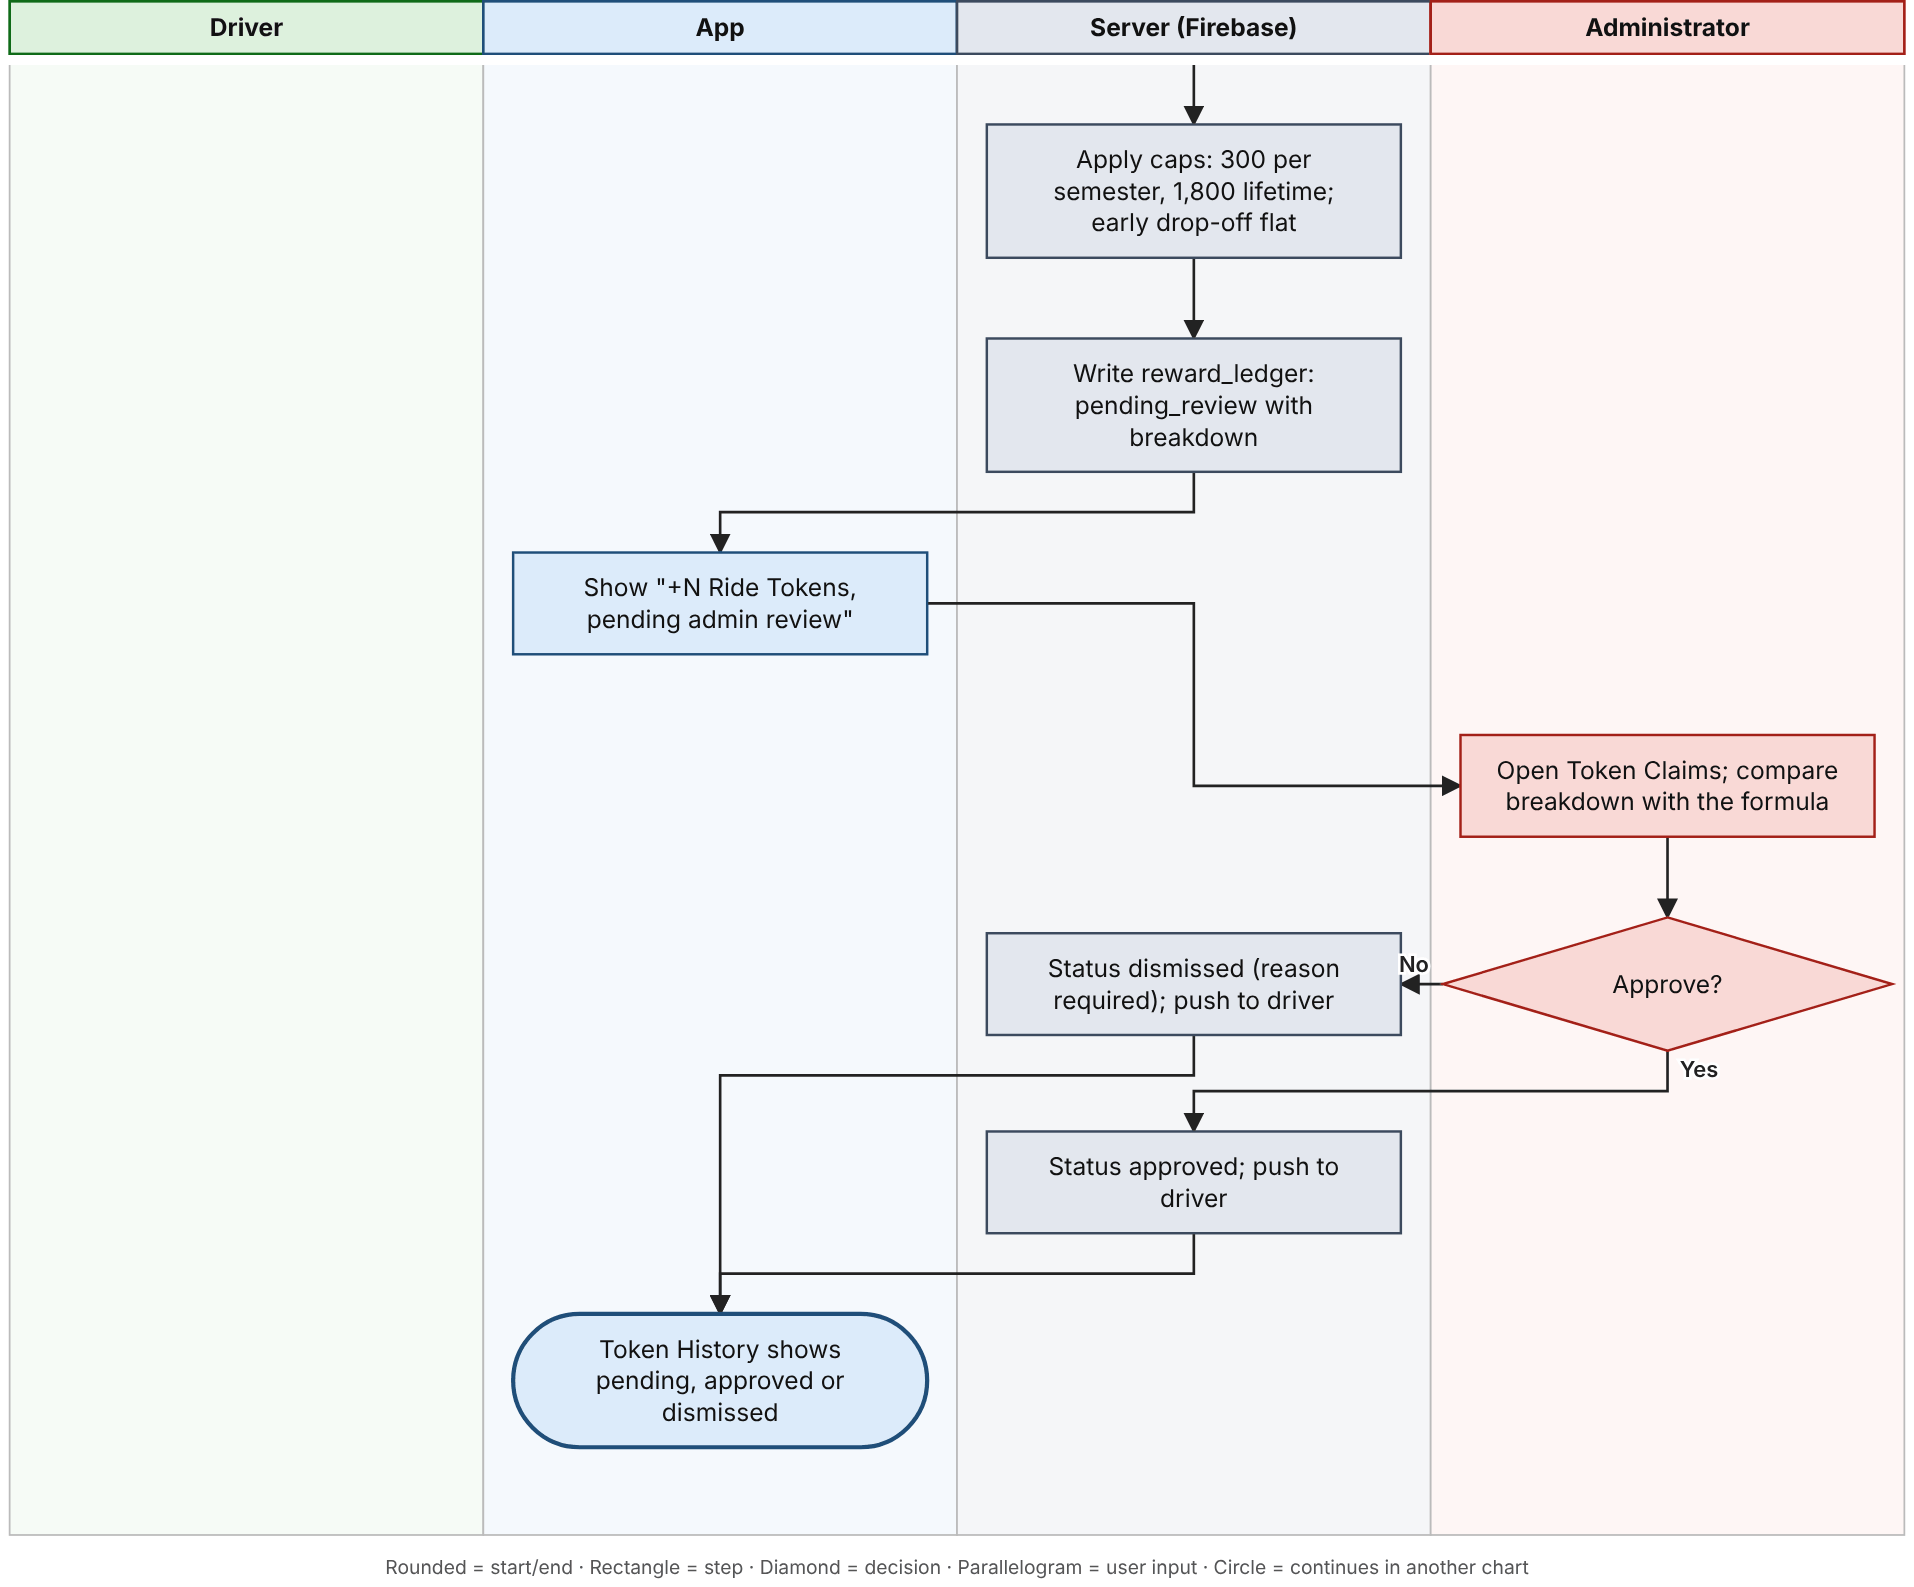 Driver
App
Server (Firebase)
Administrator
Apply caps: 300 per
semester, 1,800 lifetime;
early drop-off flat
Write reward_ledger:
pending_review with
breakdown
Show "+N Ride Tokens,
pending admin review"
Open Token Claims; compare
breakdown with the formula
Approve?
No
Status dismissed (reason
required); push to driver
Yes
Status approved; push to
driver
Token History shows
pending, approved or
dismissed
Rounded = start/end · Rectangle = step · Diamond = decision · Parallelogram = user input · Circle = continues in another chart